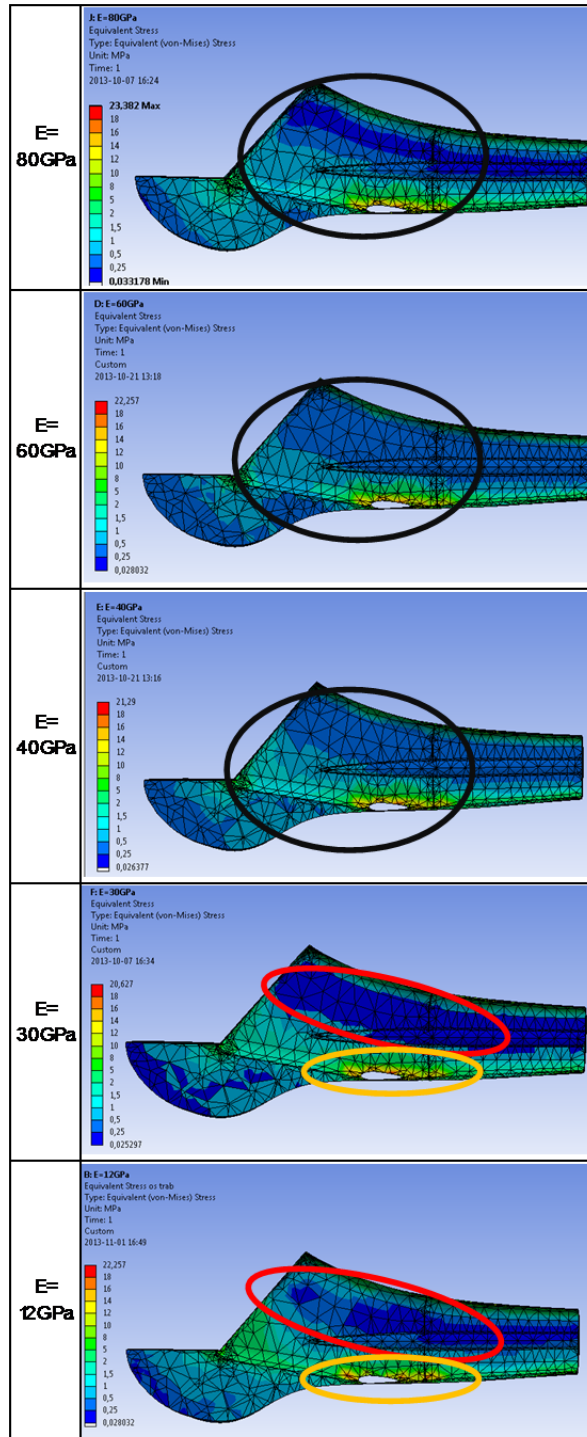 E=
80GPa
J: E=80GPa
Equivalent Stress
Type: Equivalent (von-Mises) Stress
Unit: MPa
Time: 1
2013-10-07 16:24
23,382 Max
18
16
14
12
10
8
5
2
1,5
1
0,5
0,25
0,033178 Min
E=
60GPa
D: E=60GPa
Equivalent Stress
Type: Equivalent (von-Mises) Stress
Unit: MPa
Time: 1
Custom
2013-10-21 13:18
22,257
18
16
14
12
10
8
5
2
1,5
1
0,5
0,25
0,028032
E=
40GPa
E: E=40GPa
Equivalent Stress
Type: Equivalent (von-Mises) Stress
Unit: MPa
Time: 1
Custom
2013-10-21 13:16
21,29
18
16
14
12
10
8
5
2
1,5
1
0,5
0,25
0,026377
E=
30GPa
F: E=30GPa
Equivalent Stress
Type: Equivalent (von-Mises) Stress
Unit: MPa
Time: 1
Custom
2013-10-07 16:34
20,627
18
16
14
12
10
8
5
2
1,5
1
0,5
0,25
0,025297
E=
12GPa
B: E=12GPa
Equivalent Stress os trab
Type: Equivalent (von-Mises) Stress
Unit: MPa
Time: 1
Custom
2013-11-01 16:49
22,257
18
16
14
12
10
8
5
2
1,5
1
0,5
0,25
0,028032